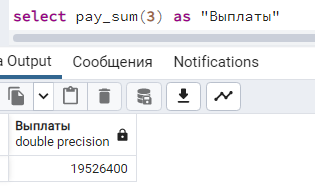 select pay_sum(3) as "Выплаты"
Output Сообщения Notifications
Выплаты
double precision
19526400